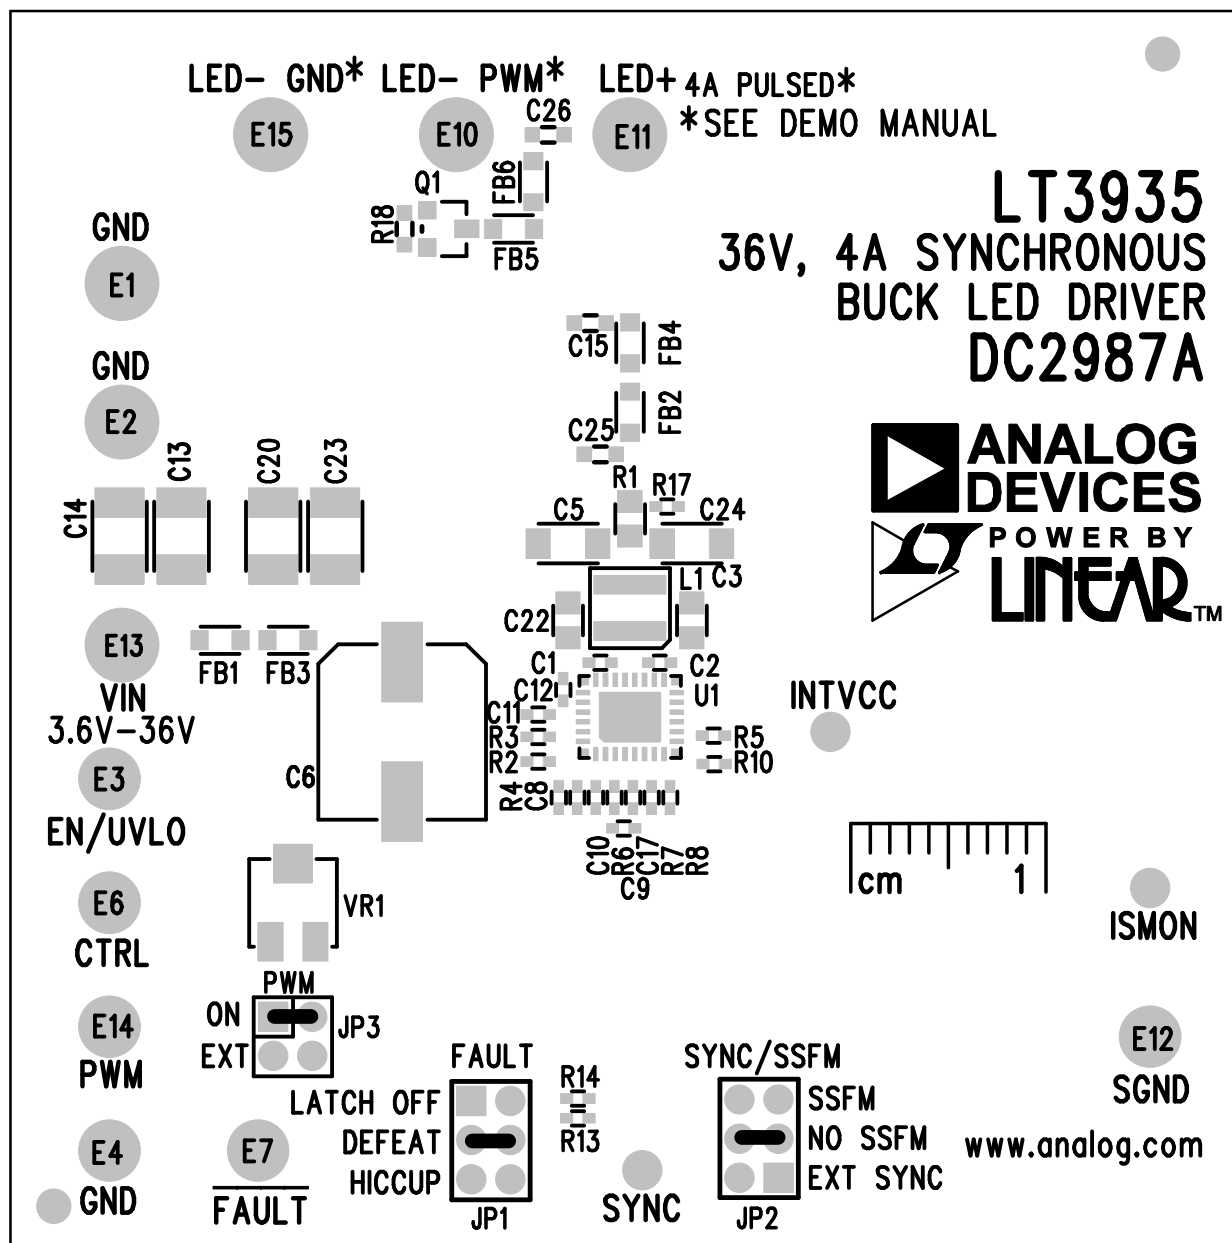 LED- GND* LED- PWM* LED+ 4A PULSED*
*SEE DEMO MANUAL
E15 E10 C26 E11
Q1 FB6
R18 FB5
LT3935
36V, 4A SYNCHRONOUS
BUCK LED DRIVER
DC2987A
GND
E1
GND
E2
C15 FB4
FB2
C25
ANALOG
DEVICES
POWER BY
LINEAR™
C14 C13 C20 C23
R1 R17
C5 C24
C3
L1
C22
C1 C2
C12 U1
C11
R3 R5
R2 R10
R4 C8
C10 R6 C17 R7 R8
C9
E13
VIN
3.6V-36V
FB1 FB3
C6
INTVCC
E3
EN/UVLO
cm 1
E6
CTRL
VR1
ISMON
PWM
ON JP3
EXT
E14
PWM
E12
SGND
FAULT
LATCH OFF
DEFEAT
HICCUP
JP1
R14
R13
SYNC/SSFM
SSFM
NO SSFM
EXT SYNC
JP2
www.analog.com
E4
GND
E7
FAULT
SYNC